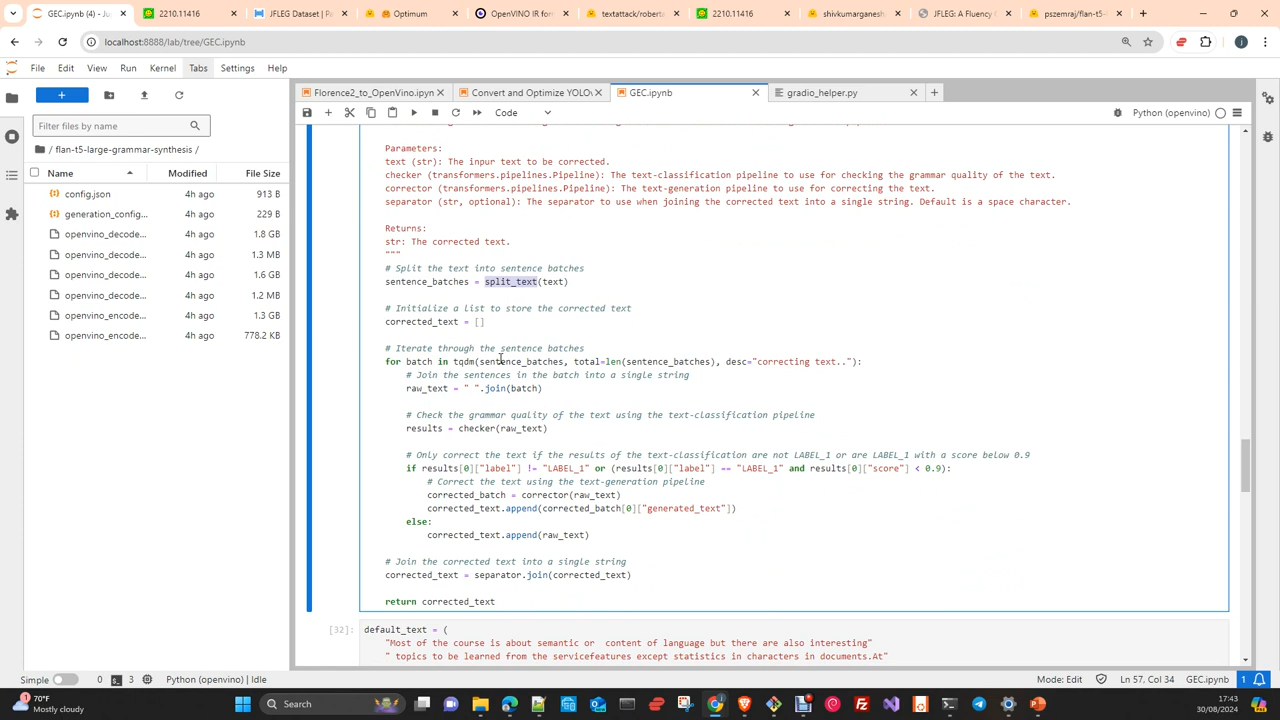 GEC.ipynb (4) - Jupyte
2210.11416
JFLEG Dataset | Pa
Optimum
OpenVINO IR form
textattack/roberta
2210.11416
shivkumarganesh
JFLEG: A Fluency
pszemraj/flan-t5-
localhost:8888/lab/tree/GEC.ipynb
File Edit View Run Kernel Tabs Settings Help
Florence2_to_OpenVino.ipyn
Convert and Optimize YOLOv
GEC.ipynb
gradio_helper.py
Code
Python (openvino)
Filter files by name
/ flan-t5-large-grammar-synthesis /
Name Modified File Size
config.json 4h ago 913 B
generation_config... 4h ago 229 B
openvino_decode... 4h ago 1.8 GB
openvino_decode... 4h ago 1.3 MB
openvino_decode... 4h ago 1.6 GB
openvino_decode... 4h ago 1.2 MB
openvino_encode... 4h ago 1.3 GB
openvino_encode... 4h ago 778.2 KB
Parameters:
text (str): The input text to be corrected.
checker (transformers.pipelines.Pipeline): The text-classification pipeline to use for checking the grammar quality of the text.
corrector (transformers.pipelines.Pipeline): The text-generation pipeline to use for correcting the text.
separator (str, optional): The separator to use when joining the corrected text into a single string. Default is a space character.
Returns:
str: The corrected text.
"""
# Split the text into sentence batches
sentence_batches = split_text(text)
# Initialize a list to store the corrected text
corrected_text = []
# Iterate through the sentence batches
for batch in tqdm(sentence_batches, total=len(sentence_batches), desc="correcting text.."):
# Join the sentences in the batch into a single string
raw_text = " ".join(batch)
# Check the grammar quality of the text using the text-classification pipeline
results = checker(raw_text)
# Only correct the text if the results of the text-classification are not LABEL_1 or are LABEL_1 with a score below 0.9
if results[0]["label"] != "LABEL_1" or (results[0]["label"] == "LABEL_1" and results[0]["score"] < 0.9):
# Correct the text using the text-generation pipeline
corrected_batch = corrector(raw_text)
corrected_text.append(corrected_batch[0]["generated_text"])
else:
corrected_text.append(raw_text)
# Join the corrected text into a single string
corrected_text = separator.join(corrected_text)
return corrected_text
[32]: default_text = (
"Most of the course is about semantic or  content of language but there are also interesting"
" topics to be learned from the servicefeatures except statistics in characters in documents.At"
Simple 0 3 Python (openvino) | Idle Mode: Edit Ln 57, Col 34 GEC.ipynb 1
70°F
Mostly cloudy
Search
17:43
30/08/2024